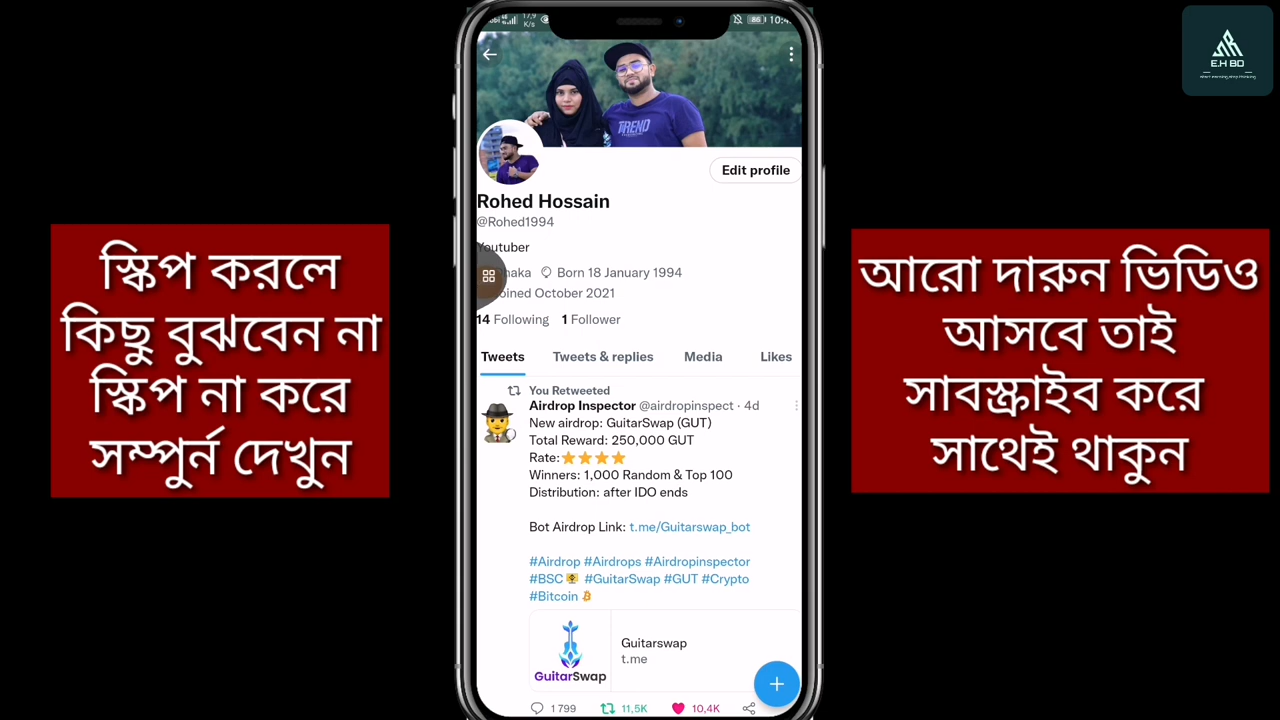 স্কিপ করলে
কিছু বুঝবেন না
স্কিপ না করে
সম্পুর্ন দেখুন
17,9
K/s
86
TREND
Edit profile
Rohed Hossain
@Rohed1994
Youtuber
Born 18 January 1994
Joined October 2021
14 Following 1 Follower
Tweets Tweets & replies Media Likes
You Retweeted
Airdrop Inspector @airdropinspect · 4d
New airdrop: GuitarSwap (GUT)
Total Reward: 250,000 GUT
Rate:⭐⭐⭐⭐
Winners: 1,000 Random & Top 100
Distribution: after IDO ends
Bot Airdrop Link: t.me/Guitarswap_bot
#Airdrop #Airdrops #Airdropinspector
#BSC #GuitarSwap #GUT #Crypto
#Bitcoin
GuitarSwap
Guitarswap
t.me
1 799 11,5K 10,4K
E.H BD
আরো দারুন ভিডিও
আসবে তাই
সাবস্ক্রাইব করে
সাথেই থাকুন